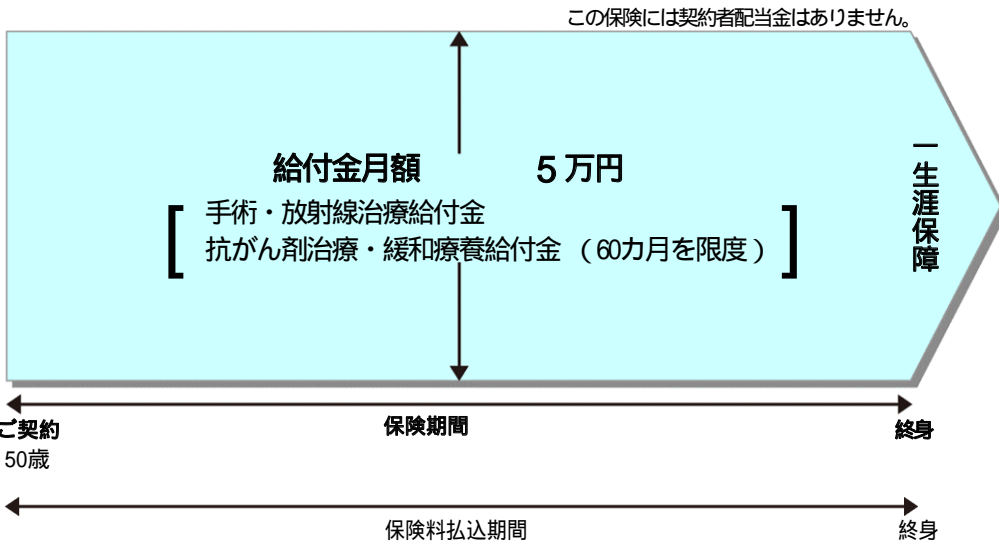 この保険には契約者配当金はありません。
給付金月額 5万円
手術・放射線治療給付金
抗がん剤治療・緩和療養給付金 (60カ月を限度)
一生涯保障
ご契約 保険期間 終身
50歳
保険料払込期間 終身